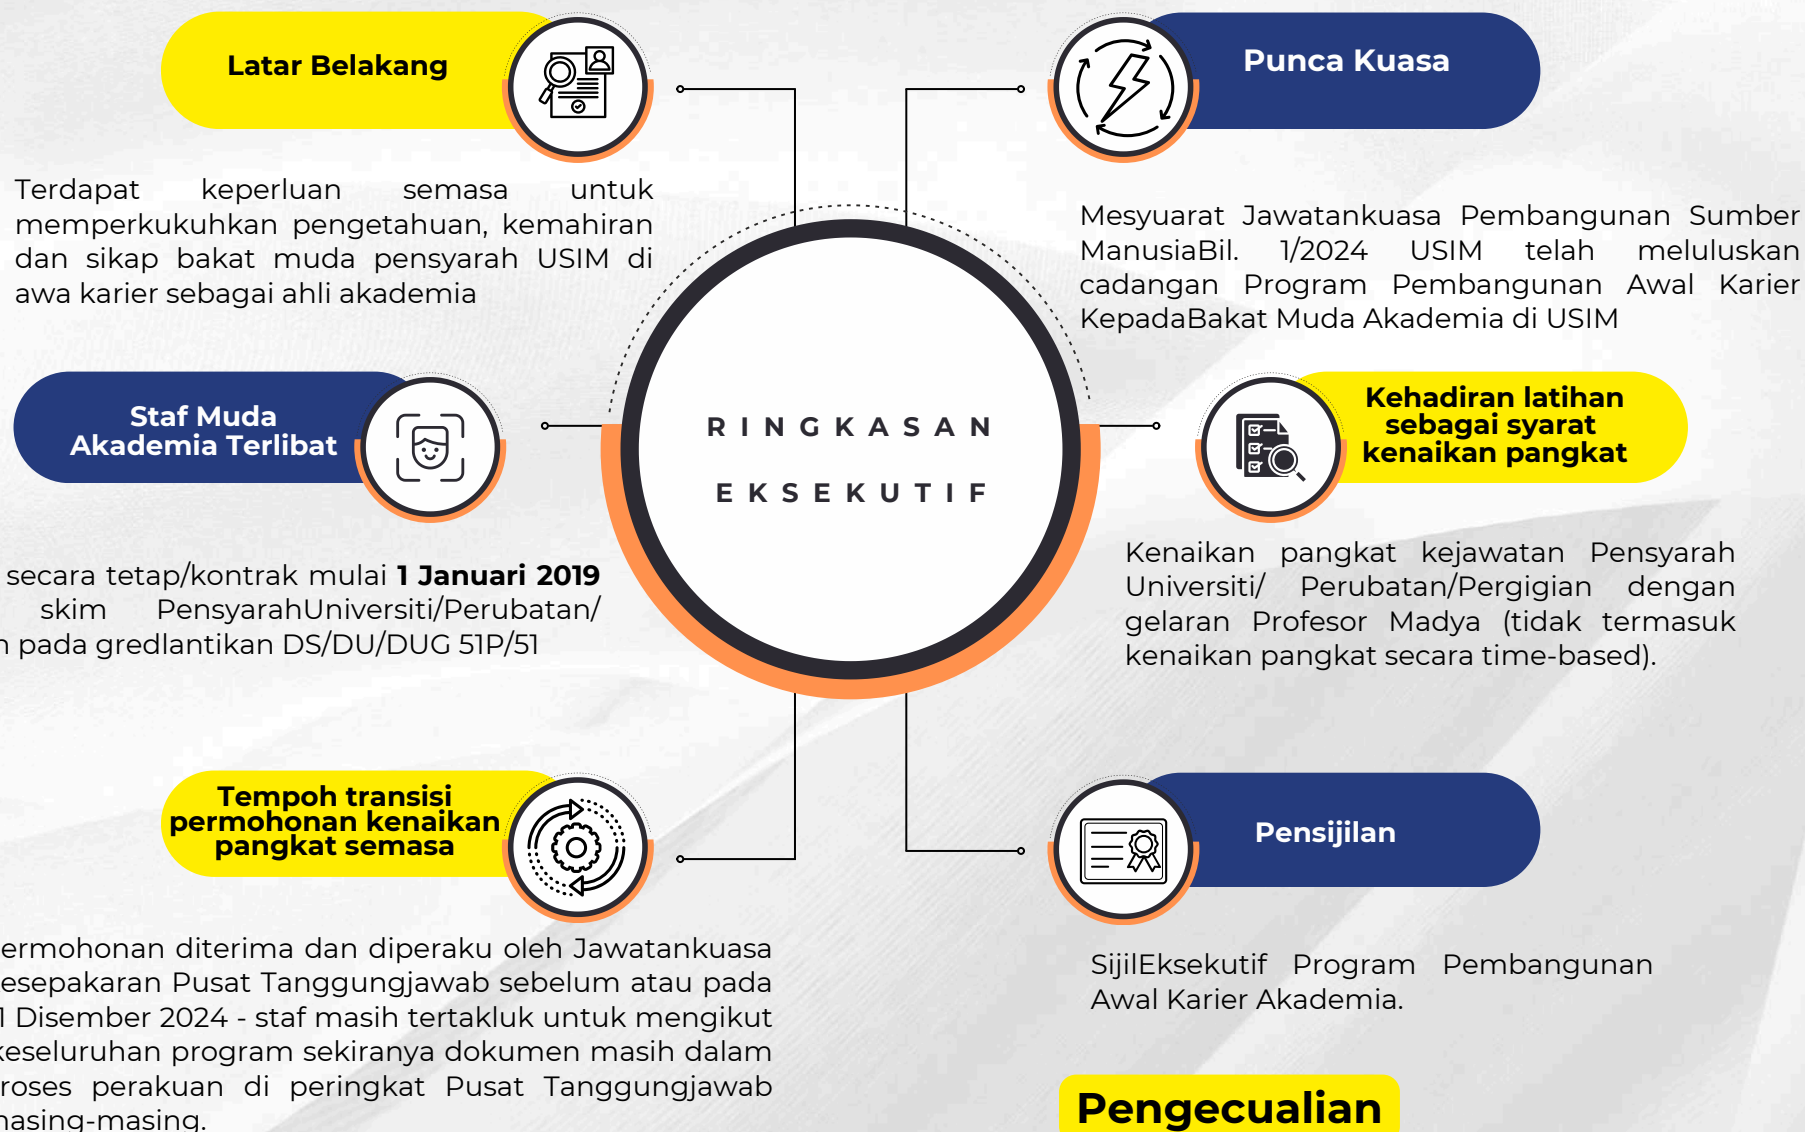 Latar Belakang
Terdapat keperluan semasa untuk
memperkukuhkan pengetahuan, kemahiran
dan sikap bakat muda pensyarah USIM di
awa karier sebagai ahli akademia
Punca Kuasa
Mesyuarat Jawatankuasa Pembangunan Sumber
ManusiaBil. 1/2024 USIM telah meluluskan
cadangan Program Pembangunan Awal Karier
KepadaBakat Muda Akademia di USIM
Staf Muda
Akademia Terlibat
secara tetap/kontrak mulai 1 Januari 2019
skim PensyarahUniversiti/Perubatan/
pada gredlantikan DS/DU/DUG 51P/51
RINGKASAN
EKSEKUTIF
Kehadiran latihan
sebagai syarat
kenaikan pangkat
Kenaikan pangkat kejawatan Pensyarah
Universiti/ Perubatan/Pergigian dengan
gelaran Profesor Madya (tidak termasuk
kenaikan pangkat secara time-based).
Tempoh transisi
permohonan kenaikan
pangkat semasa
ermohonan diterima dan diperaku oleh Jawatankuasa
esepakaran Pusat Tanggungjawab sebelum atau pada
1 Disember 2024 - staf masih tertakluk untuk mengikut
keseluruhan program sekiranya dokumen masih dalam
roses perakuan di peringkat Pusat Tanggungjawab
masing-masing.
Pensijilan
SijilEksekutif Program Pembangunan
Awal Karier Akademia.
Pengecualian